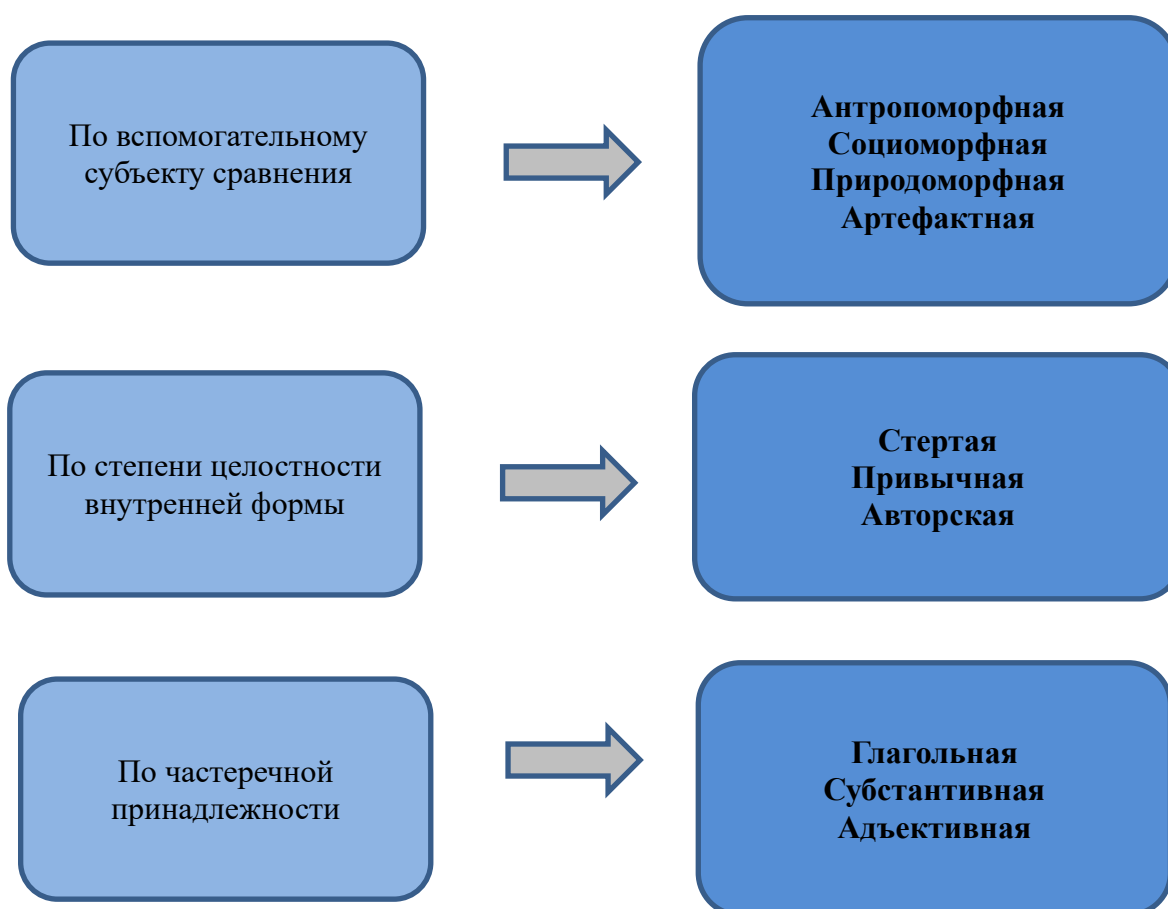 По вспомогательному
субъекту сравнения
Антропоморфная
Социоморфная
Природоморфная
Артефактная
По степени целостности
внутренней формы
Стертая
Привычная
Авторская
По частеречной
принадлежности
Глагольная
Субстантивная
Адъективная